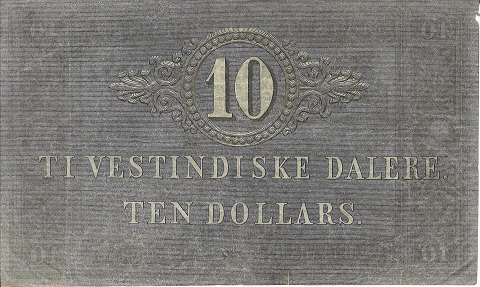 10
TI VESTINDISKE DALERE.
TEN DOLLARS.